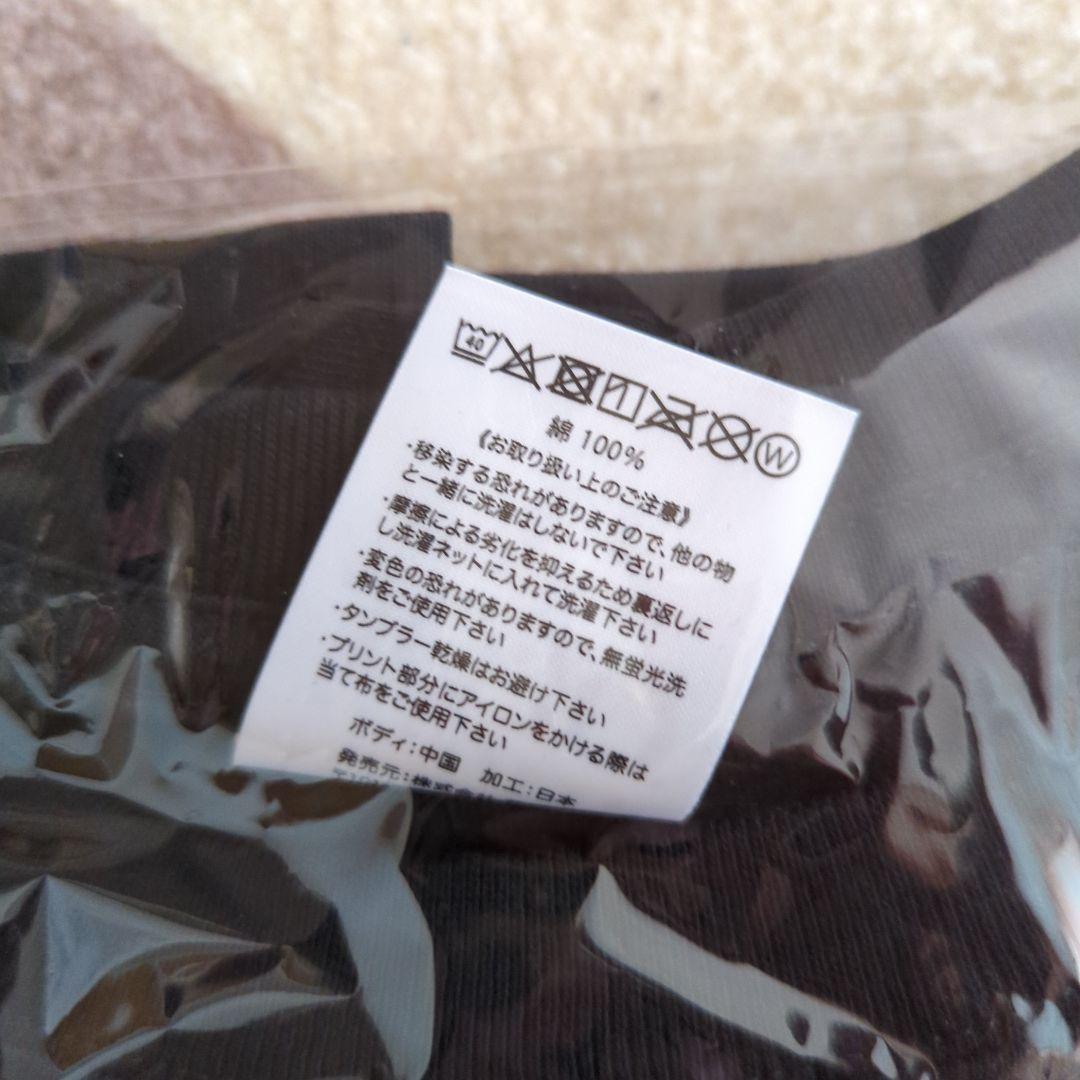 40 W
綿 100%
《お取り扱い上のご注意》
・移染する恐れがありますので、他の物
と一緒に洗濯はしないで下さい
・摩擦による劣化を抑えるため裏返しに
し洗濯ネットに入れて洗濯下さい
・変色の恐れがありますので、無蛍光洗
剤をご使用下さい
・タンブラー乾燥はお避け下さい
・プリント部分にアイロンをかける際は
当て布をご使用下さい
ボディ:中国 加工:日本
発売元:株式会社